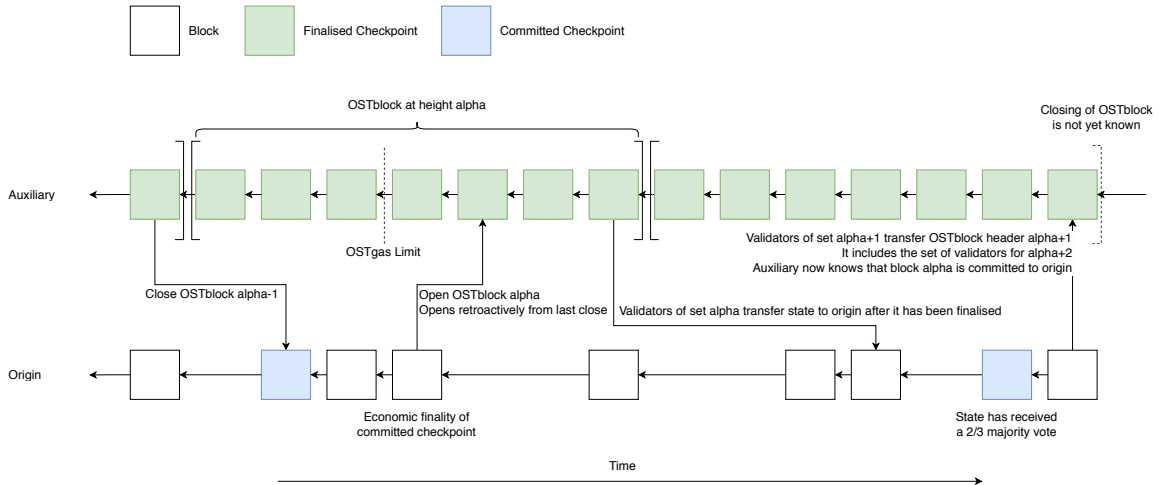 Block
Finalised Checkpoint
Committed Checkpoint
OSTblock at height alpha
Closing of OSTblock
is not yet known
Auxiliary
OSTgas Limit
Validators of set alpha+1 transfer OSTblock header alpha+1
It includes the set of validators for alpha+2
Auxiliary now knows that block alpha is committed to origin
Close OSTblock alpha-1
Open OSTblock alpha
Opens retroactively from last close
Validators of set alpha transfer state to origin after it has been finalised
Origin
Economic finality of
committed checkpoint
State has received
a 2/3 majority vote
Time